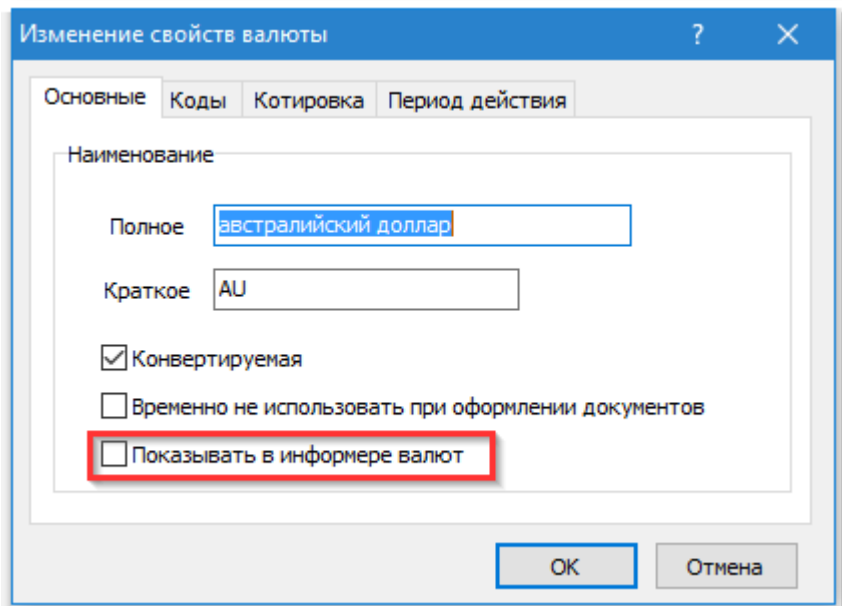 Изменение свойств валюты ?
Основные Коды Котировка Период действия
Наименование
Полное австралийский доллар
Краткое AU
Конвертируемая
Временно не использовать при оформлении документов
Показывать в информере валют
OK Отмена